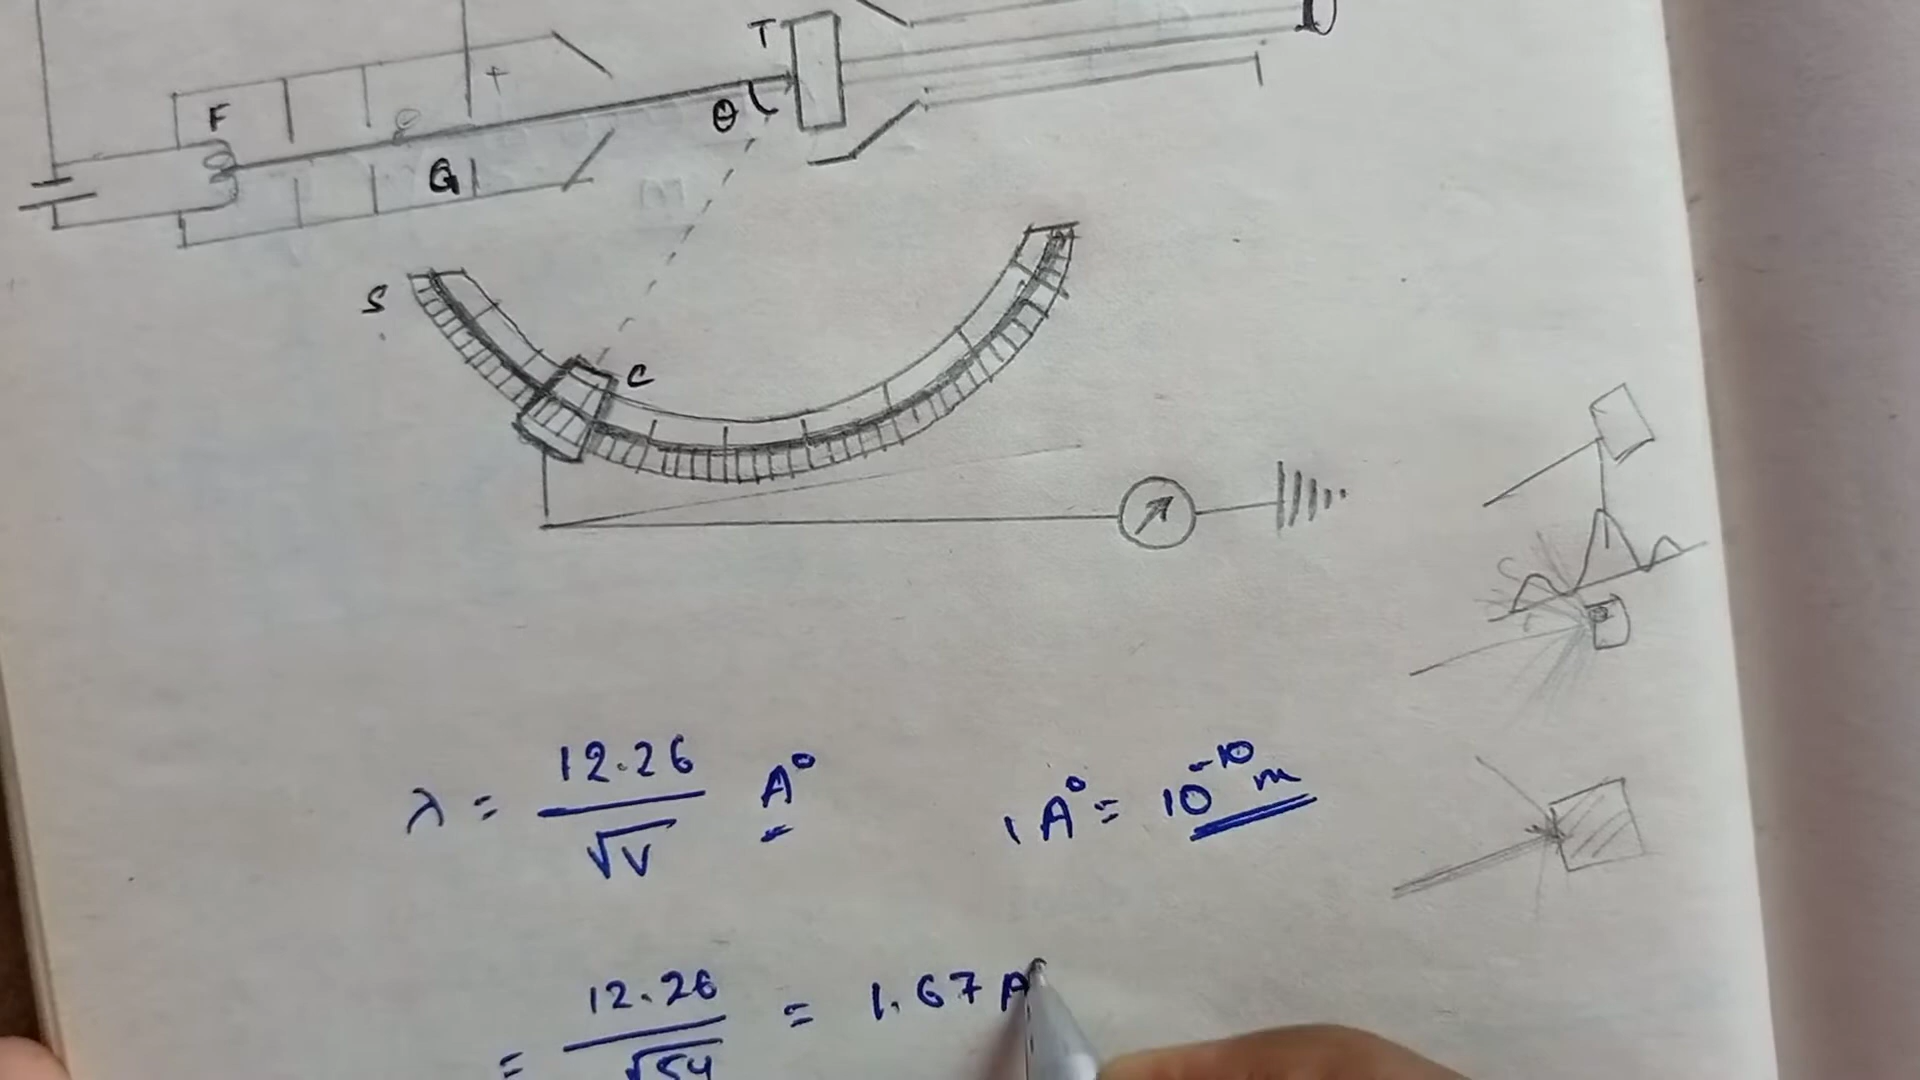 T
F
+
θ
G
S
C
λ = 12.26 / √V A°
1 A° = 10⁻¹⁰ m
= 12.26 / √54 = 1.67 A°